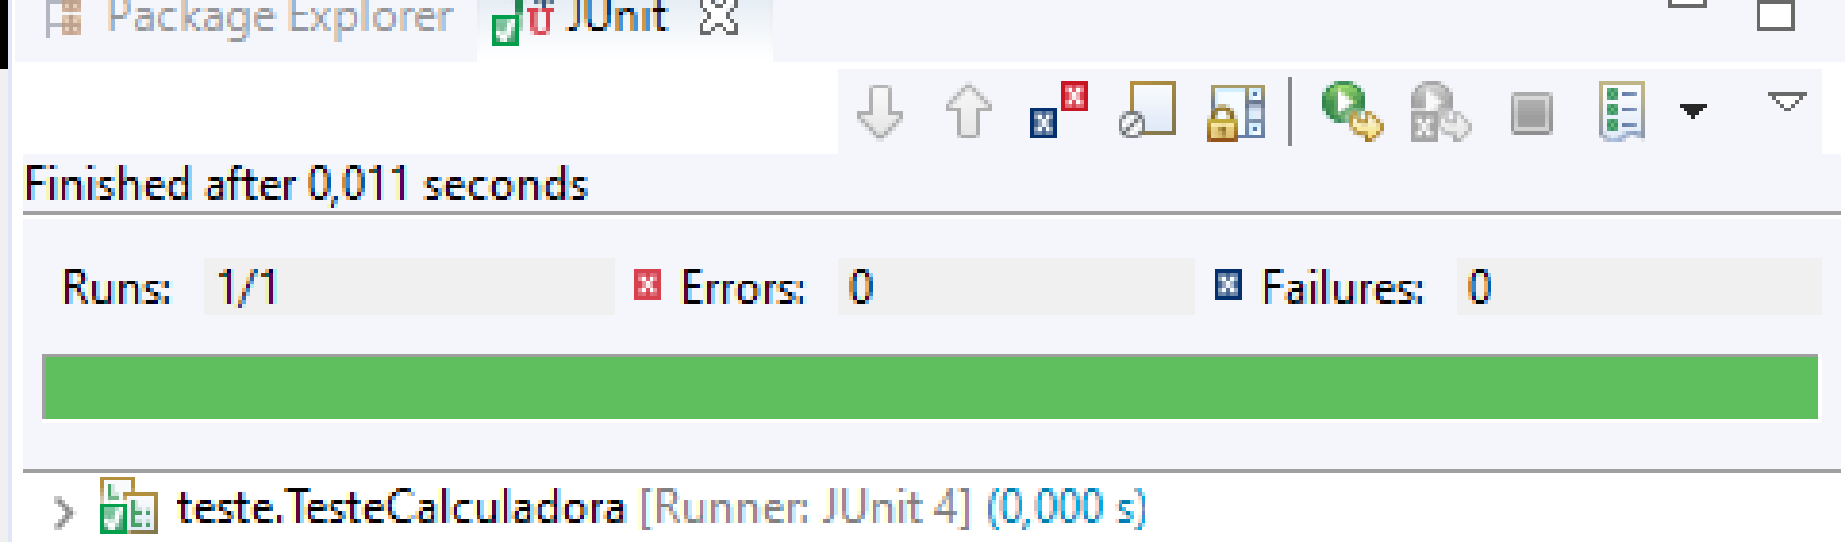 Package Explorer JUnit
Finished after 0,011 seconds
Runs: 1/1 Errors: 0 Failures: 0
teste.TesteCalculadora [Runner: JUnit 4] (0,000 s)